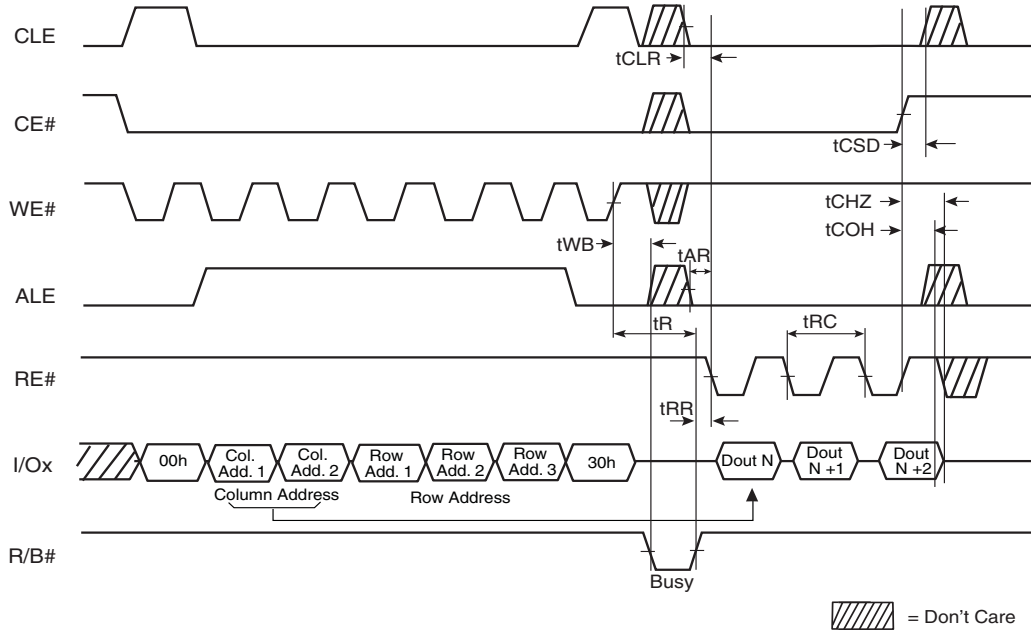 CLE
tCLR
CE#
tCSD
WE#
tCHZ
tCOH
tWB
tAR
ALE
tR
tRC
RE#
tRR
I/Ox
00h
Col.
Add. 1
Col.
Add. 2
Row
Add. 1
Row
Add. 2
Row
Add. 3
30h
Dout N
Dout
N +1
Dout
N +2
Column Address
Row Address
R/B#
Busy
= Don't Care